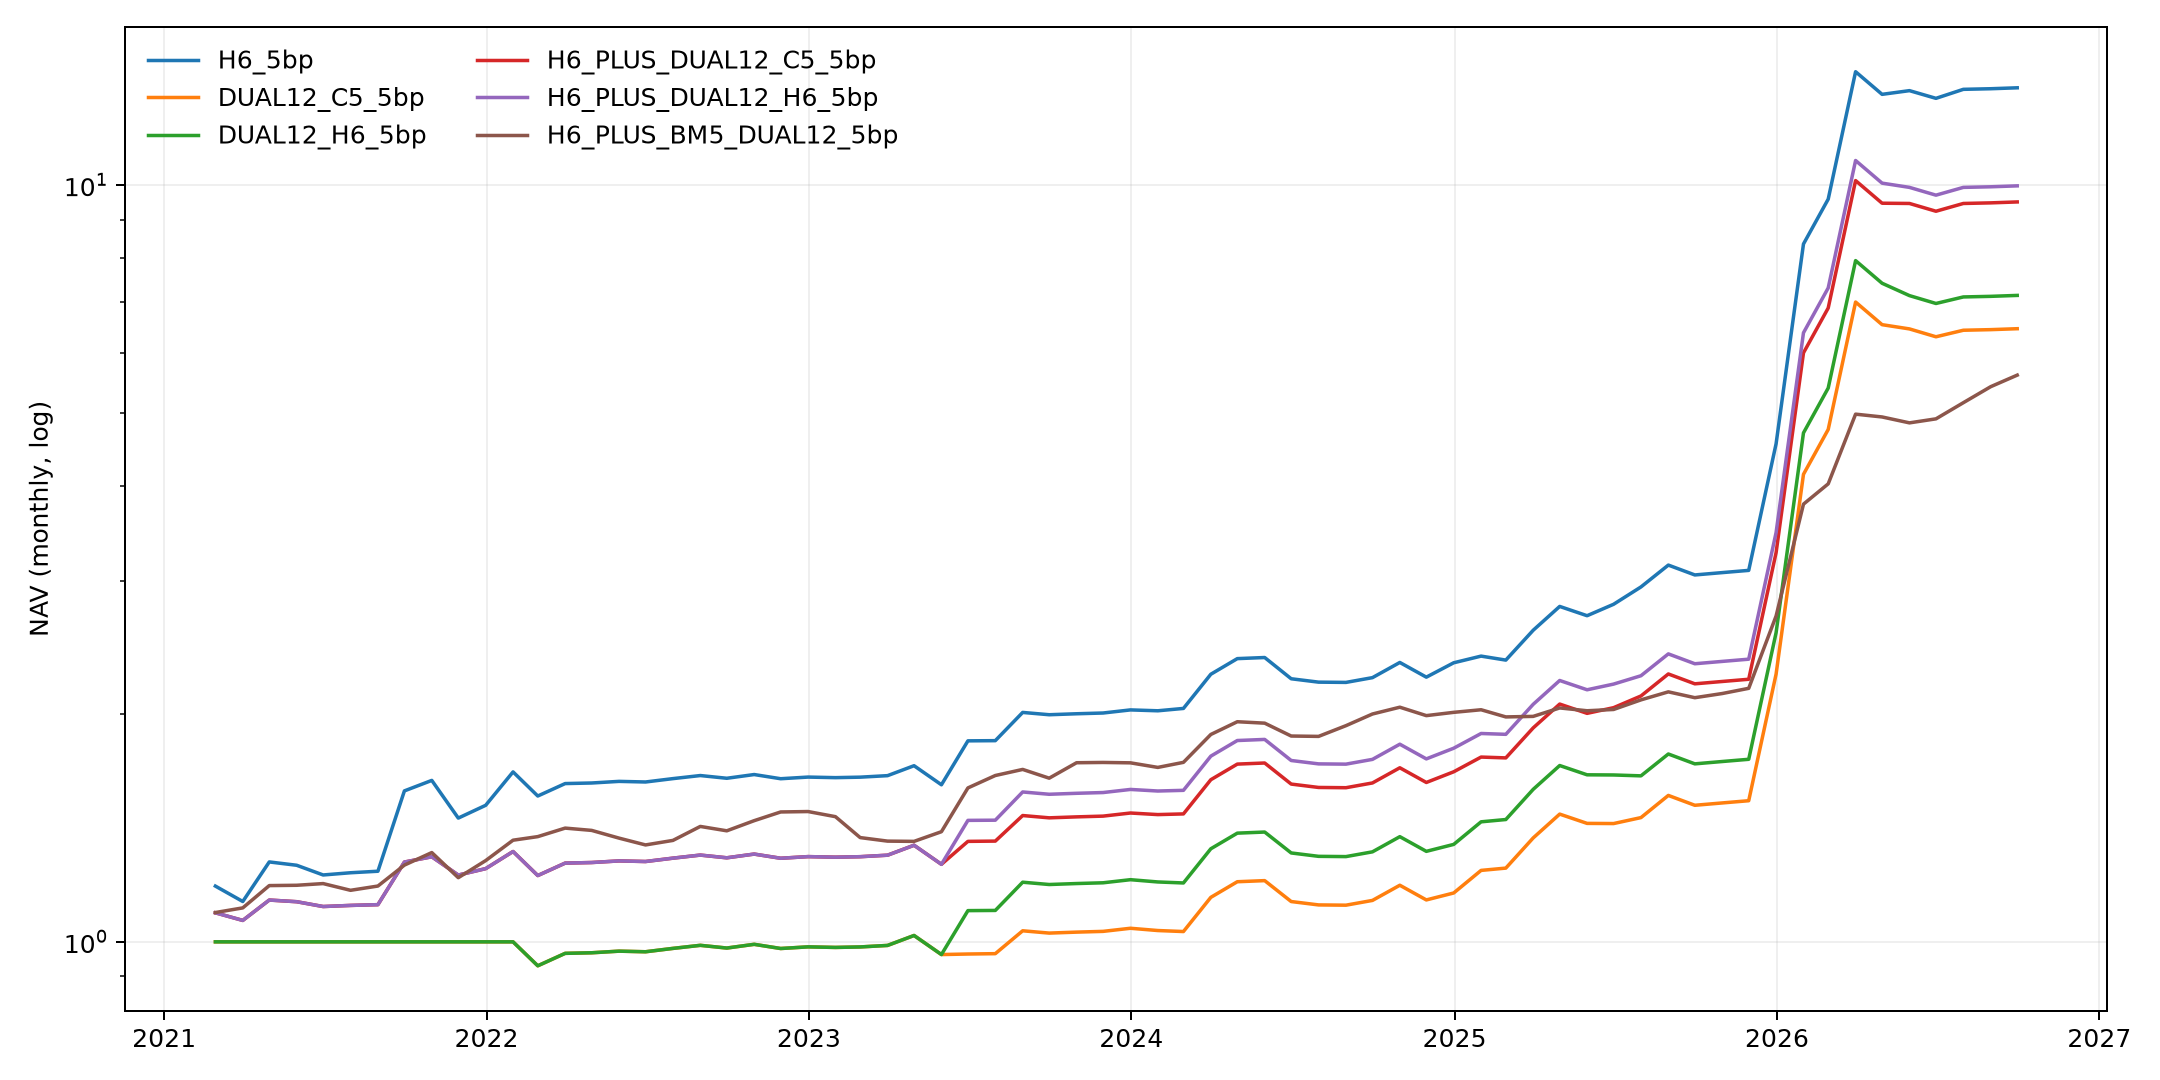 H6_5bp
DUAL12_C5_5bp
DUAL12_H6_5bp
H6_PLUS_DUAL12_C5_5bp
H6_PLUS_DUAL12_H6_5bp
H6_PLUS_BM5_DUAL12_5bp
NAV (monthly, log)
10¹
10⁰
2021 2022 2023 2024 2025 2026 2027